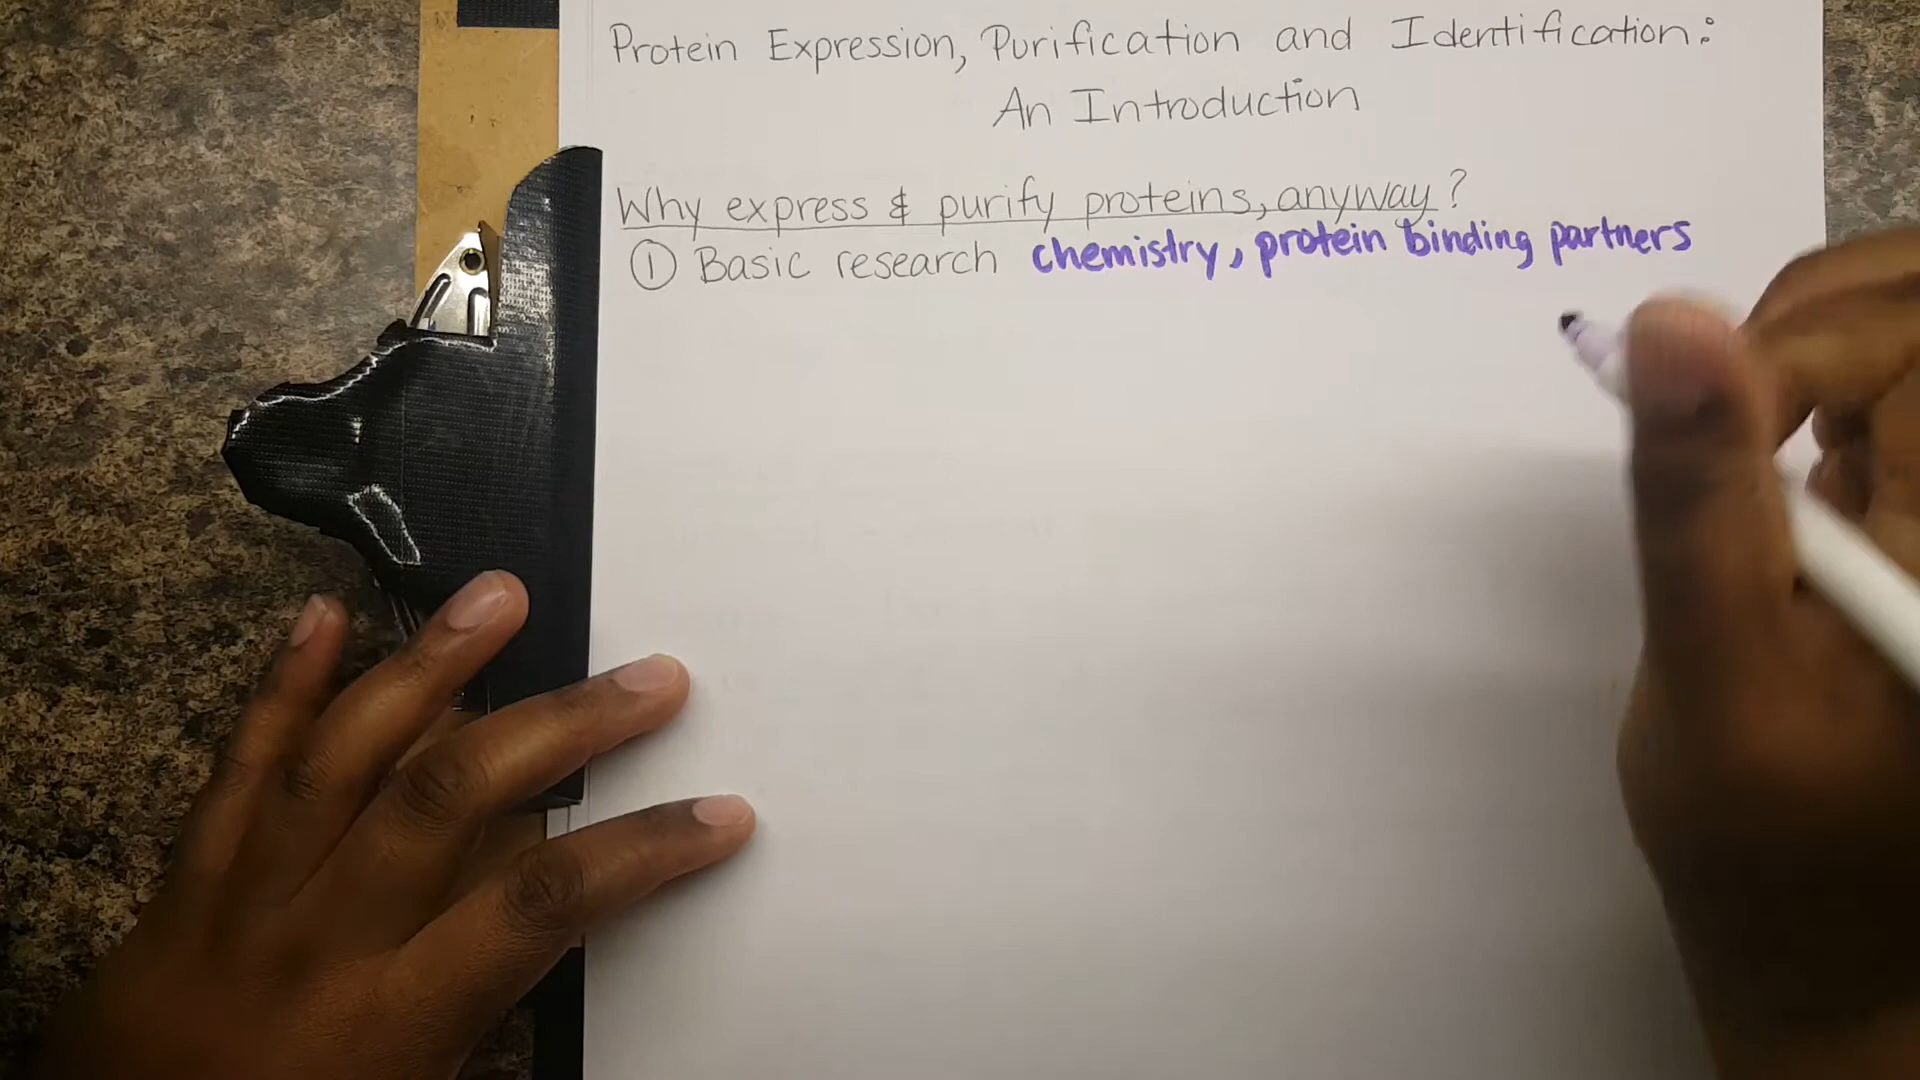 Protein Expression, Purification and Identification:
An Introduction
Why express & purify proteins, anyway?
① Basic research chemistry, protein binding partners